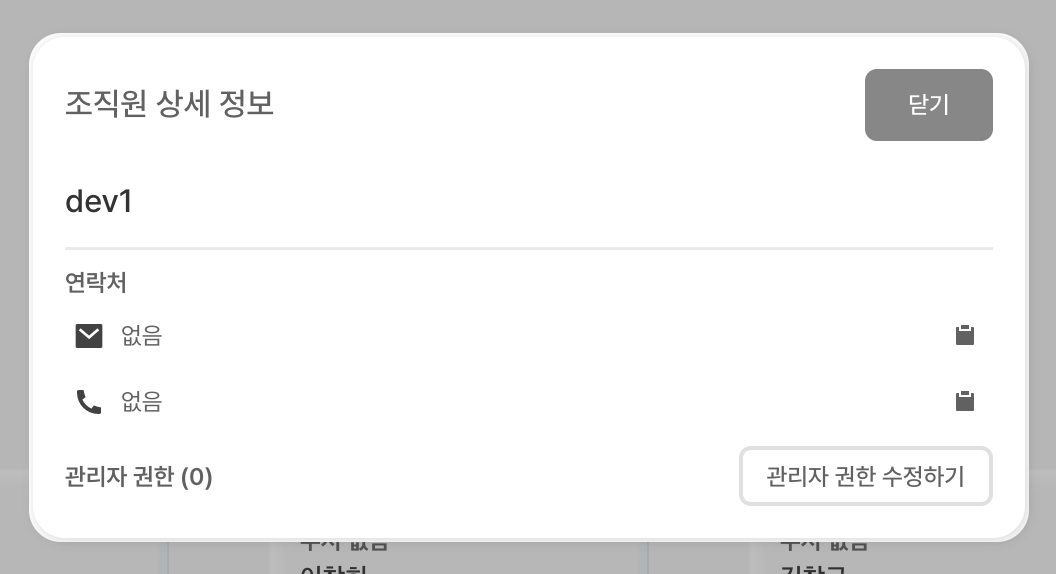 조직원 상세 정보
닫기
dev1
연락처
없음
없음
관리자 권한 (0)
관리자 권한 수정하기